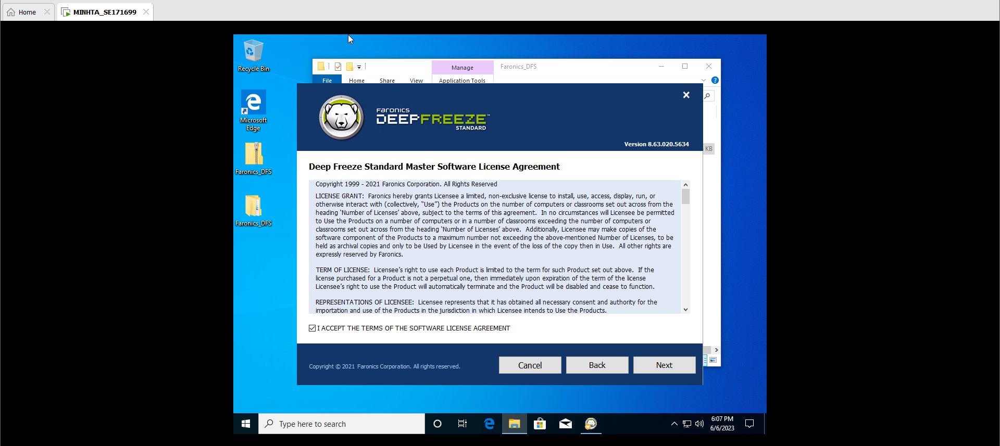 Home
MINHTA_SE171699
Recycle Bin
Microsoft
Edge
Faronics_DFS
Faronics_DFS
Manage
Faronics_DFS
File
Home
Share
View
Application Tools
?
FARONICS
DEEPFREEZE™
STANDARD
Version 8.63.020.5634
KB
Deep Freeze Standard Master Software License Agreement
Copyright 1999 - 2021 Faronics Corporation. All Rights Reserved
LICENSE GRANT:  Faronics hereby grants Licensee a limited, non-exclusive license to install, use, access, display, run, or
otherwise interact with (collectively, “Use”) the Products on the number of computers or classrooms set out across from the
heading ‘Number of Licenses’ above, subject to the terms of this agreement.  In no circumstances will Licensee be permitted
to Use the Products on a number of computers or in a number of classrooms exceeding the number of computers or
classrooms set out across from the heading ‘Number of Licenses’ above.  Additionally, Licensee may make copies of the
software component of the Products to a maximum number not exceeding the above-mentioned Number of Licenses, to be
held as archival copies and only to be Used by Licensee in the event of the loss of the copy then in Use.  All other rights are
expressly reserved by Faronics.
TERM OF LICENSE:  Licensee’s right to use each Product is limited to the term for such Product set out above.  If the
license purchased for a Product is not a perpetual one, then immediately upon expiration of the term of the license
Licensee’s right to use the Product will automatically terminate and the Product will be disabled and cease to function.
REPRESENTATIONS OF LICENSEE:  Licensee represents that it has obtained all necessary consent and authority for the
importation and use of the Products in the jurisdiction in which Licensee intends to Use the Products.
I ACCEPT THE TERMS OF THE SOFTWARE LICENSE AGREEMENT
Copyright © 2021 Faronics Corporation. All rights reserved.
Cancel
Back
Next
Type here to search
6:07 PM
6/6/2023